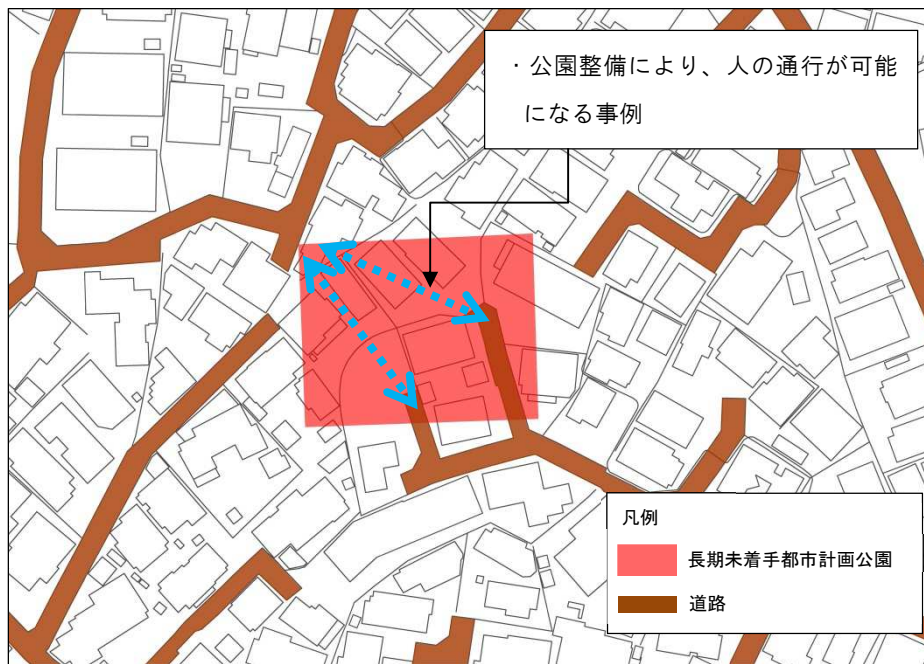 ・公園整備により、人の通行が可能
になる事例
凡例
長期未着手都市計画公園
道路